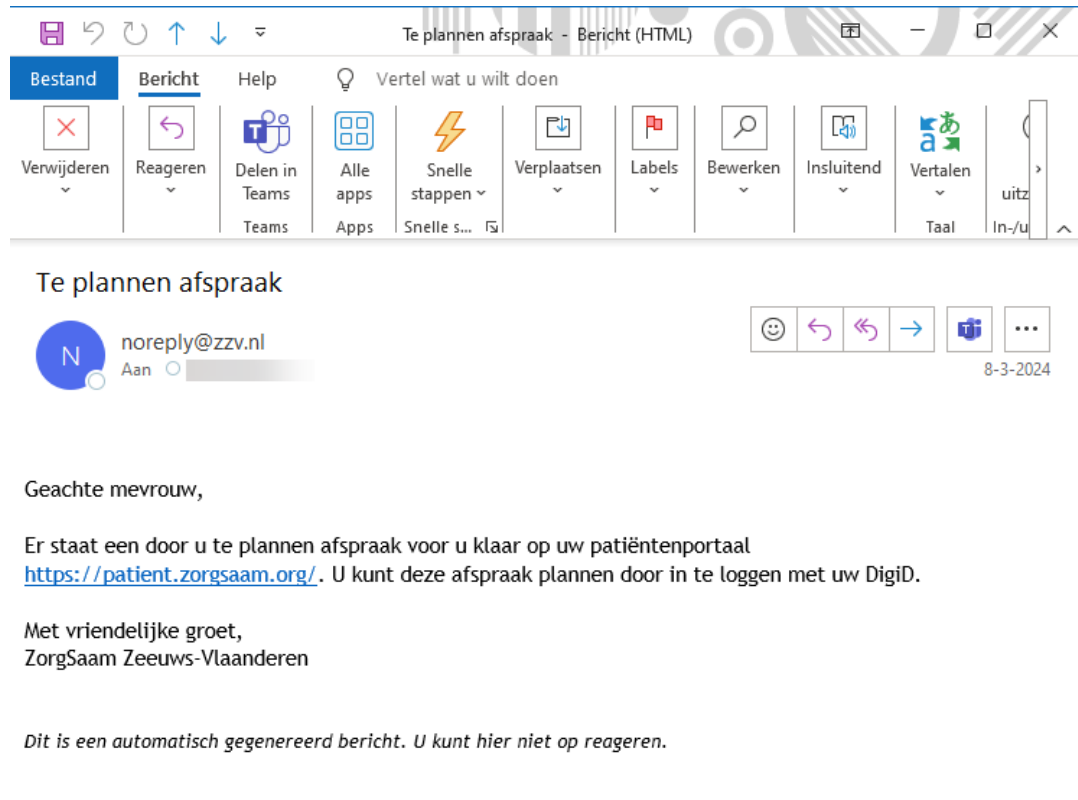 Te plannen afspraak - Bericht (HTML)
Bestand Bericht Help Vertel wat u wilt doen
Verwijderen Reageren Delen in Teams Alle apps Snelle stappen Verplaatsen Labels Bewerken Insluitend Vertalen uitz
Teams Apps Snelle s... Taal In-/u
Te plannen afspraak
N
noreply@zzv.nl
Aan
8-3-2024
Geachte mevrouw,
Er staat een door u te plannen afspraak voor u klaar op uw patiëntenportaal
https://patient.zorgsaam.org/. U kunt deze afspraak plannen door in te loggen met uw DigiD.
Met vriendelijke groet,
ZorgSaam Zeeuws-Vlaanderen
Dit is een automatisch gegenereerd bericht. U kunt hier niet op reageren.